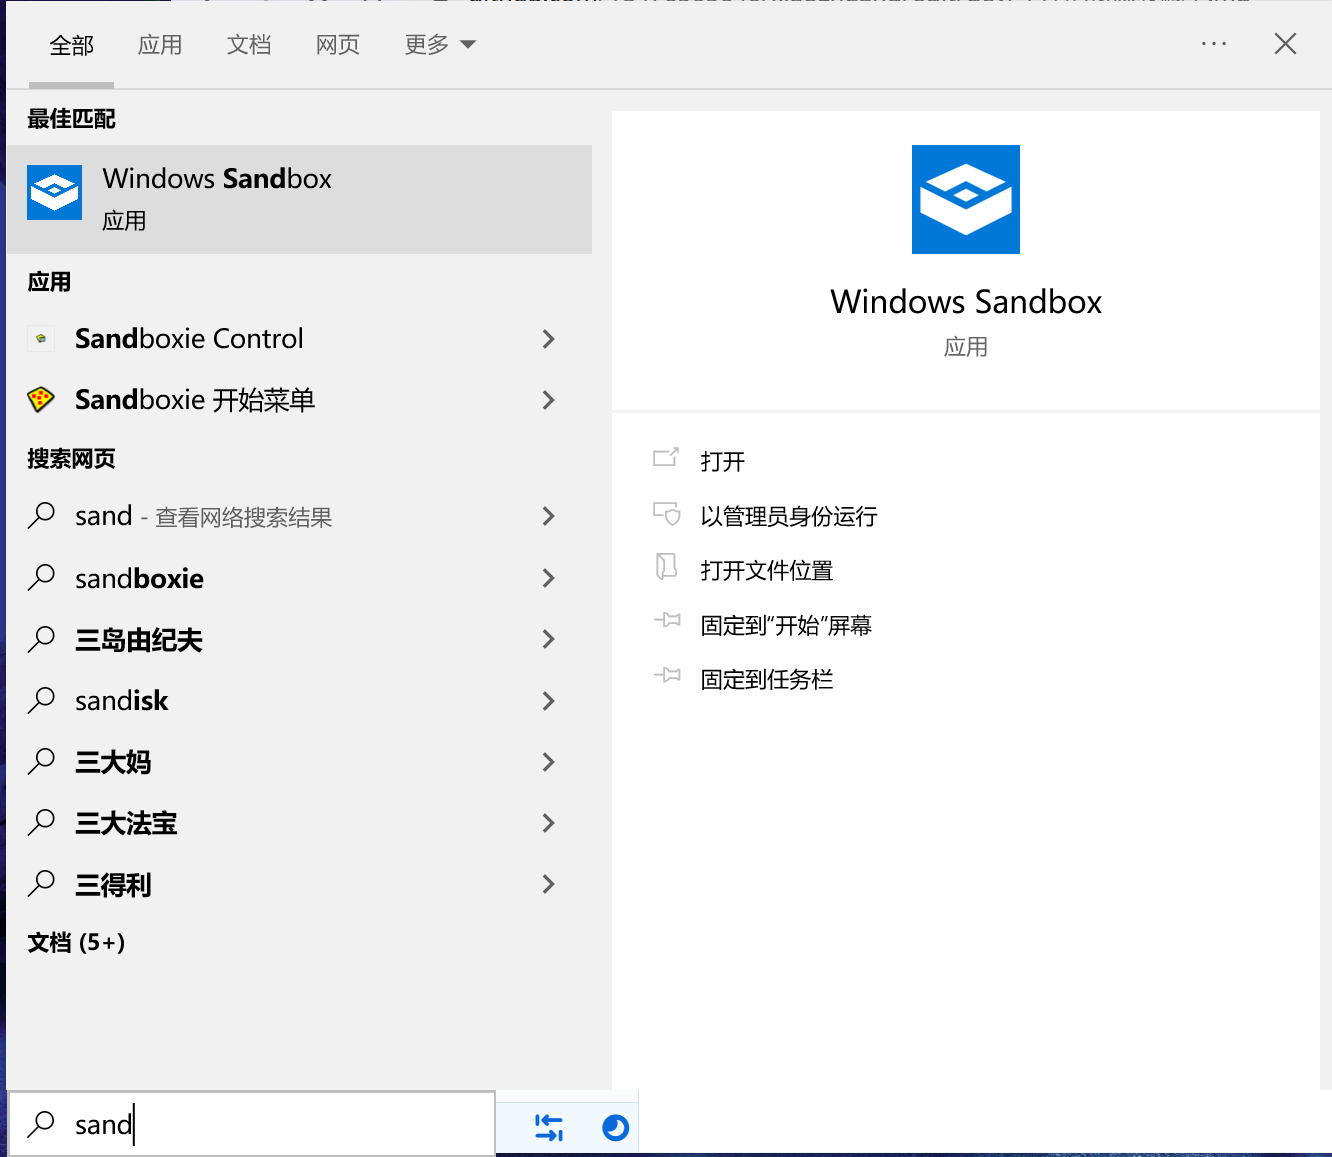 全部 应用 文档 网页 更多
最佳匹配
Windows Sandbox
应用
应用
Sandboxie Control
Sandboxie 开始菜单
搜索网页
sand - 查看网络搜索结果
sandboxie
三岛由纪夫
sandisk
三大妈
三大法宝
三得利
文档 (5+)
sand
Windows Sandbox
应用
打开
以管理员身份运行
打开文件位置
固定到“开始”屏幕
固定到任务栏